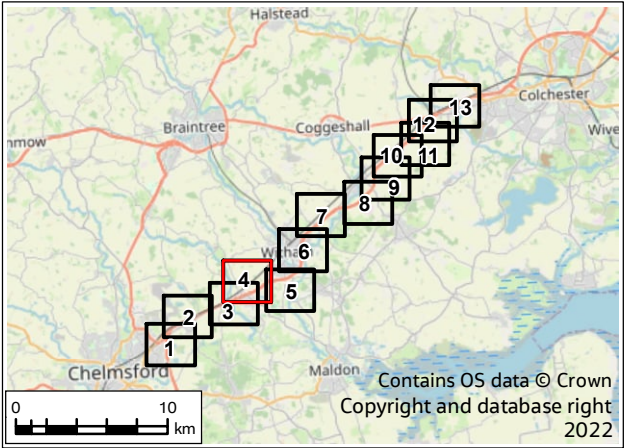 Halstead
Colchester
13
12
Braintree
Coggeshall
nmow
Wive
10
11
9
8
7
Witham
6
4
5
3
2
1
Chelmsford
Maldon
Contains OS data © Crown
Copyright and database right
2022
0 10
km